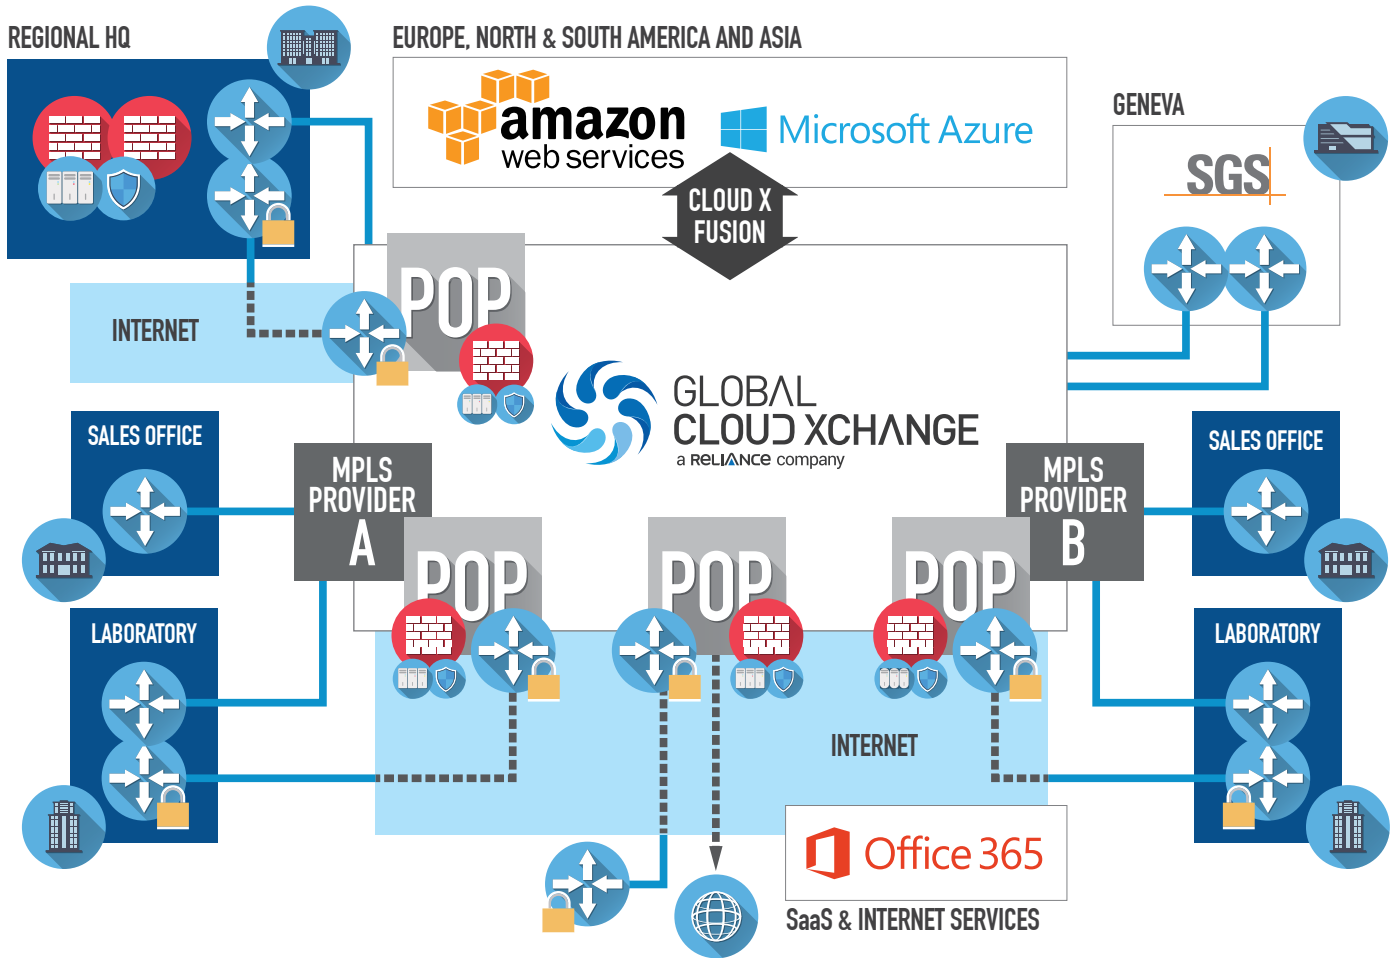 REGIONAL HQ
EUROPE, NORTH & SOUTH AMERICA AND ASIA
amazon
web services
Microsoft Azure
GENEVA
SGS
CLOUD X
FUSION
POP
INTERNET
GLOBAL
CLOUD XCHANGE
a RELIANCE company
SALES OFFICE
MPLS
PROVIDER
A
MPLS
PROVIDER
B
SALES OFFICE
POP
POP
POP
LABORATORY
LABORATORY
INTERNET
Office 365
SaaS & INTERNET SERVICES